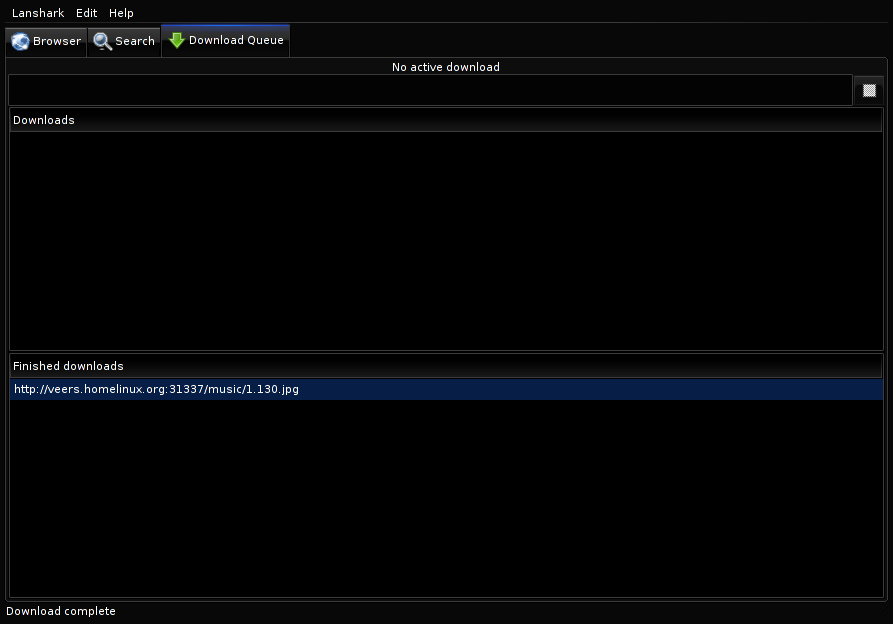 Lanshark Edit Help
Browser Search Download Queue
No active download
Downloads
Finished downloads
http://veers.homelinux.org:31337/music/1.130.jpg
Download complete